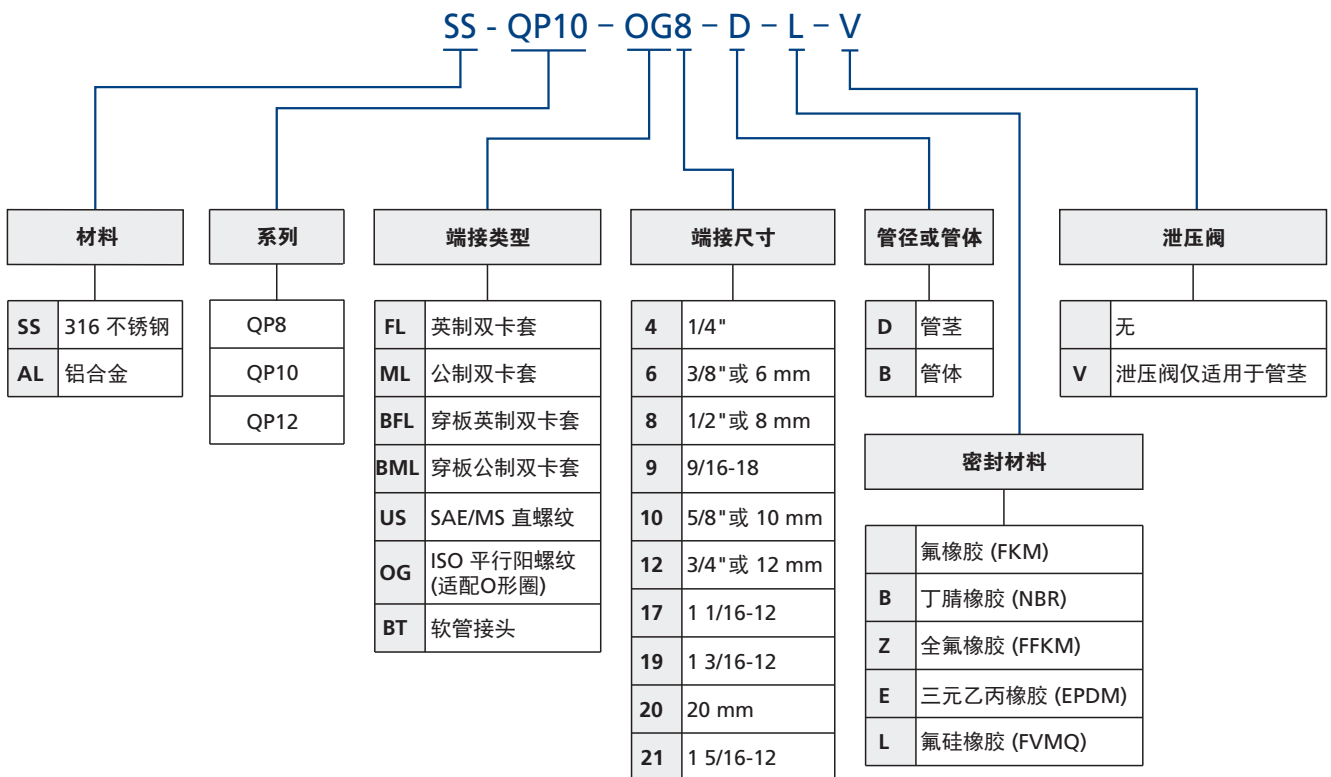 SS - QP10 – OG8 – D – L – V
材料
SS 316 不锈钢
AL 铝合金
系列
QP8
QP10
QP12
端接类型
FL 英制双卡套
ML 公制双卡套
BFL 穿板英制双卡套
BML 穿板公制双卡套
US SAE/MS 直螺纹
OG ISO 平行阳螺纹
(适配O形圈)
BT 软管接头
端接尺寸
4 1/4"
6 3/8"或 6 mm
8 1/2"或 8 mm
9 9/16-18
10 5/8"或 10 mm
12 3/4"或 12 mm
17 1 1/16-12
19 1 3/16-12
20 20 mm
21 1 5/16-12
管径或管体
D 管茎
B 管体
密封材料
氟橡胶 (FKM)
B 丁腈橡胶 (NBR)
Z 全氟橡胶 (FFKM)
E 三元乙丙橡胶 (EPDM)
L 氟硅橡胶 (FVMQ)
泄压阀
无
V 泄压阀仅适用于管茎